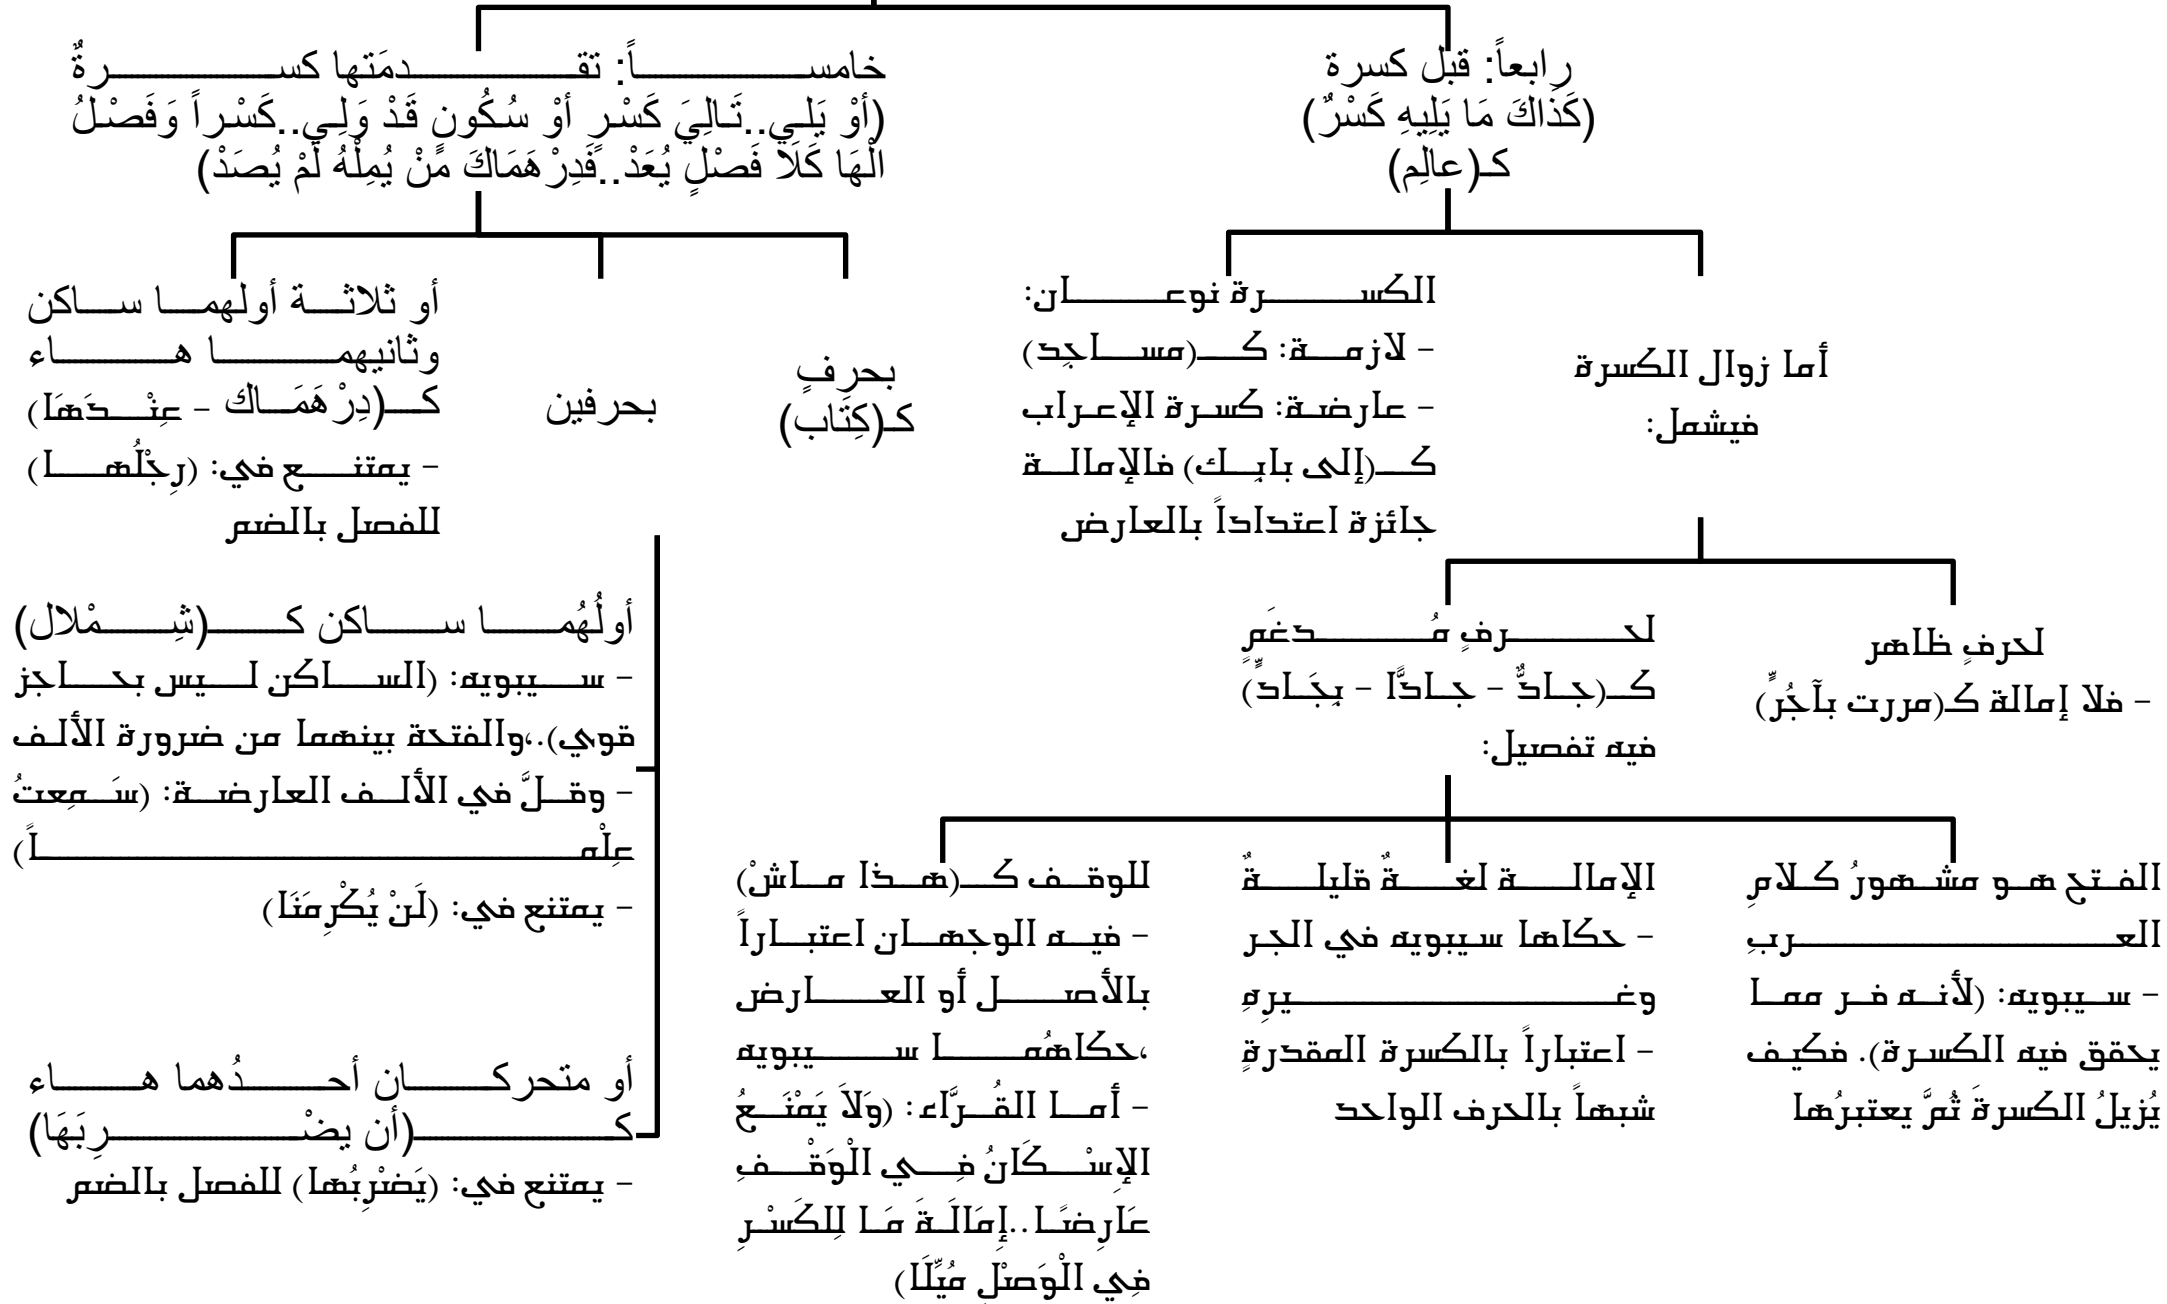 رابعاً: قبل كسرة
(كَذَاكَ مَا يَلِيهِ كَسْرٌ)
كـ(عالِم)
خامساً: تقدمَتها كسرةٌ
(أوْ يَلي..تَالِيَ كَسْرٍ أوْ سُكُونٍ قَدْ وَلِي..كَسْراً وَفَصْلُ
الْهَا كَلَا فَصْلٍ يُعَدْ..فَدِرْهَمَاكَ مَنْ يُمِلْهُ لَمْ يُصَدْ)
أما زوال الكسرة
فيشمل:
الكسرة نوعان:
- لازمة: كـ(مساجِد)
- عارضة: كسرة الإعراب
كـ(إلى بابِك) فالإمالة
جائزة اعتداداً بالعارض
بحرفٍ
كـ(كِتَاب)
بحرفين
أو ثلاثة أولهما ساكن
وثانيهما هاء
كـ(دِرْهَمَاك - عِنْدَهَا)
- يمتنع في: (رِجْلُها)
للفصل بالضم
لحرفٍ ظاهر
- فلا إمالة كـ(مررت بآجُرٍّ)
لحرفٍ مُدغَمٍ
كـ(جادٌّ - جادًّا - بِجَادٍّ)
فيه تفصيل:
الفتح هو مشهورُ كلامِ
العربِ
- سيبويه: (لأنه فر مما
يحقق فيه الكسرة). فكيف
يُزيلُ الكسرةَ ثُمَّ يعتبرُها
الإمالة لغةٌ قليلةٌ
- حكاها سيبويه في الجر
وغيرِهِ
- اعتباراً بالكسرة المقدرةِ
شبهاً بالحرف الواحد
للوقف كـ(هذا ماشْ)
- فيه الوجهان اعتباراً
بالأصل أو العارض
،حكاهُما سيبويه
- أما القُرَّاء: (وَلاَ يَمْنَعُ
الإِسْكَانُ فِي الْوَقْفِ
عَارِضًا..إِمَالَةَ مَا لِلكَسْرِ
فِي الْوَصْلِ مُيِّلَا)
أولُهُما ساكن كـ(شِمْلال)
- سيبويه: (الساكن ليس بحاجز
قوي).،والفتحة بينهما من ضرورة الألف
- وقلَّ في الألف العارضة: (سَمِعتُ
عِلْماً)
- يمتنع في: (لَنْ يُكْرِمَنَا)
أو متحركان أحدُهما هاء
كـ(أن يضْرِبَهَا)
- يمتنع في: (يَضْرِبُها) للفصل بالضم